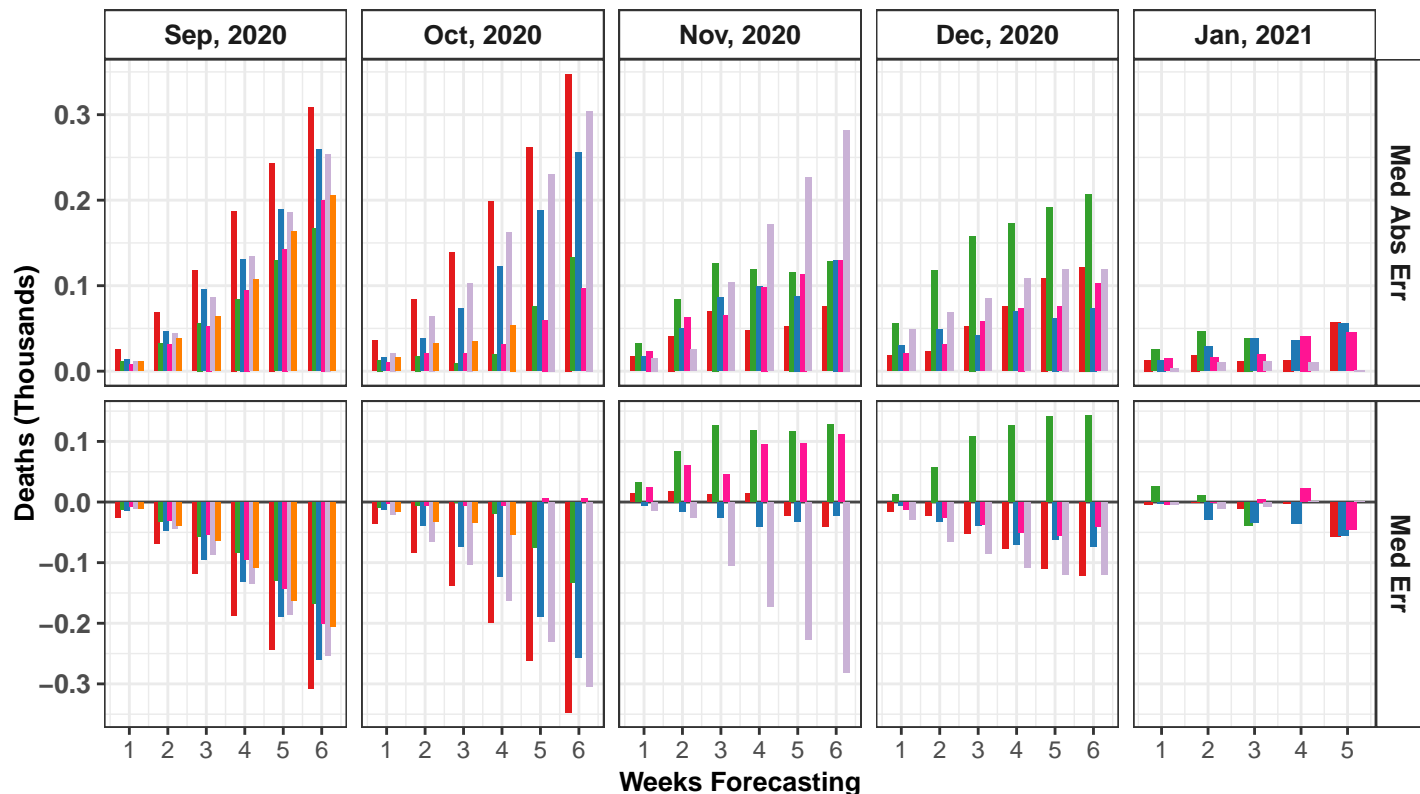 Sep, 2020
Oct, 2020
Nov, 2020
Dec, 2020
Jan, 2021
0.3
0.2
0.1
0.0
Med Abs Err
Deaths (Thousands)
0.1
0.0
−0.1
−0.2
−0.3
Med Err
1 2 3 4 5 6
1 2 3 4 5 6
1 2 3 4 5 6
1 2 3 4 5 6
1 2 3 4 5
Weeks Forecasting